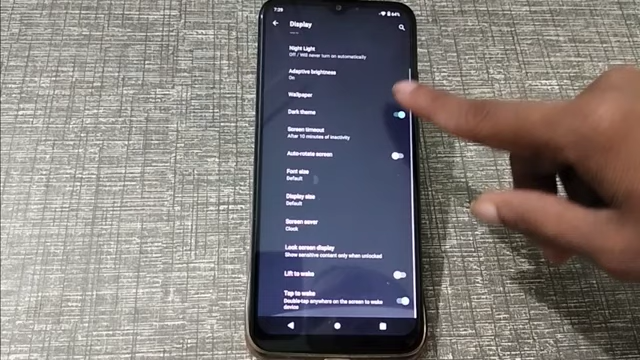 7:29
64%
Display
Night Light
Off / Will never turn on automatically
Adaptive brightness
On
Wallpaper
Dark theme
Screen timeout
After 10 minutes of inactivity
Auto-rotate screen
Font size
Default
Display size
Default
Screen saver
Clock
Lock screen display
Show sensitive content only when unlocked
Lift to wake
Tap to wake
Double-tap anywhere on the screen to wake
device